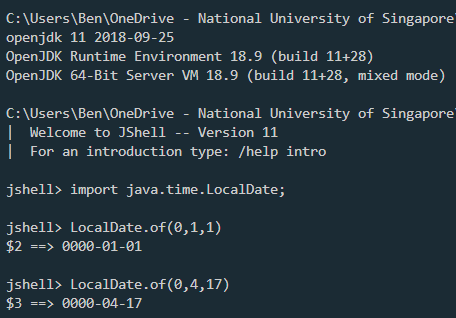 C:\Users\Ben\OneDrive - National University of Singapore
openjdk 11 2018-09-25
OpenJDK Runtime Environment 18.9 (build 11+28)
OpenJDK 64-Bit Server VM 18.9 (build 11+28, mixed mode)
C:\Users\Ben\OneDrive - National University of Singapore
|  Welcome to JShell -- Version 11
|  For an introduction type: /help intro
jshell> import java.time.LocalDate;
jshell> LocalDate.of(0,1,1)
$2 ==> 0000-01-01
jshell> LocalDate.of(0,4,17)
$3 ==> 0000-04-17